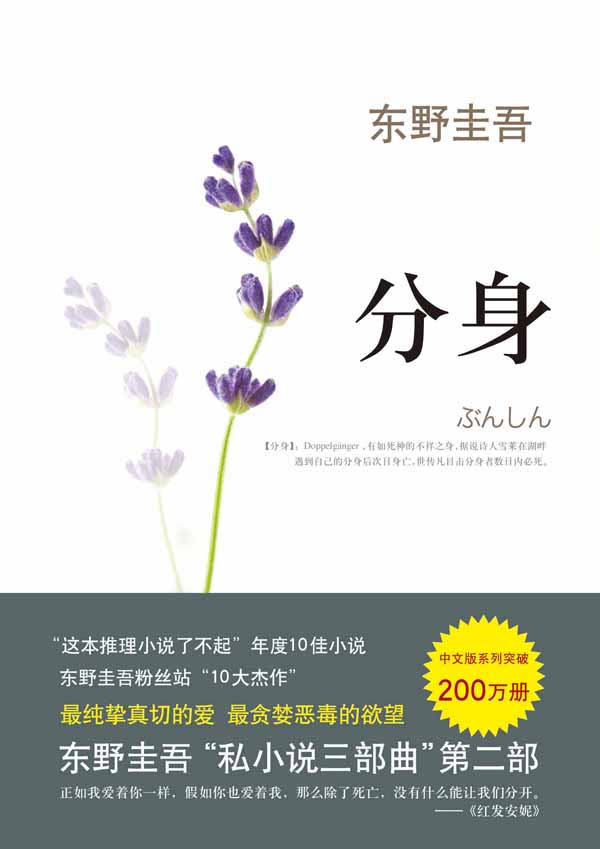 东野圭吾
分身
ぶんしん
【分身】：Doppelgänger，有如死神的不祥之身，据说诗人雪莱在湖畔
遇到自己的分身后次日身亡，世传凡目击分身者数日内必死。
“这本推理小说了不起”年度10佳小说
东野圭吾粉丝站“10大杰作”
中文版系列突破
200万册
最纯挚真切的爱 最贪婪恶毒的欲望
东野圭吾“私小说三部曲”第二部
正如我爱着你一样，假如你也爱着我，那么除了死亡，没有什么能让我们分开。
——《红发安妮》